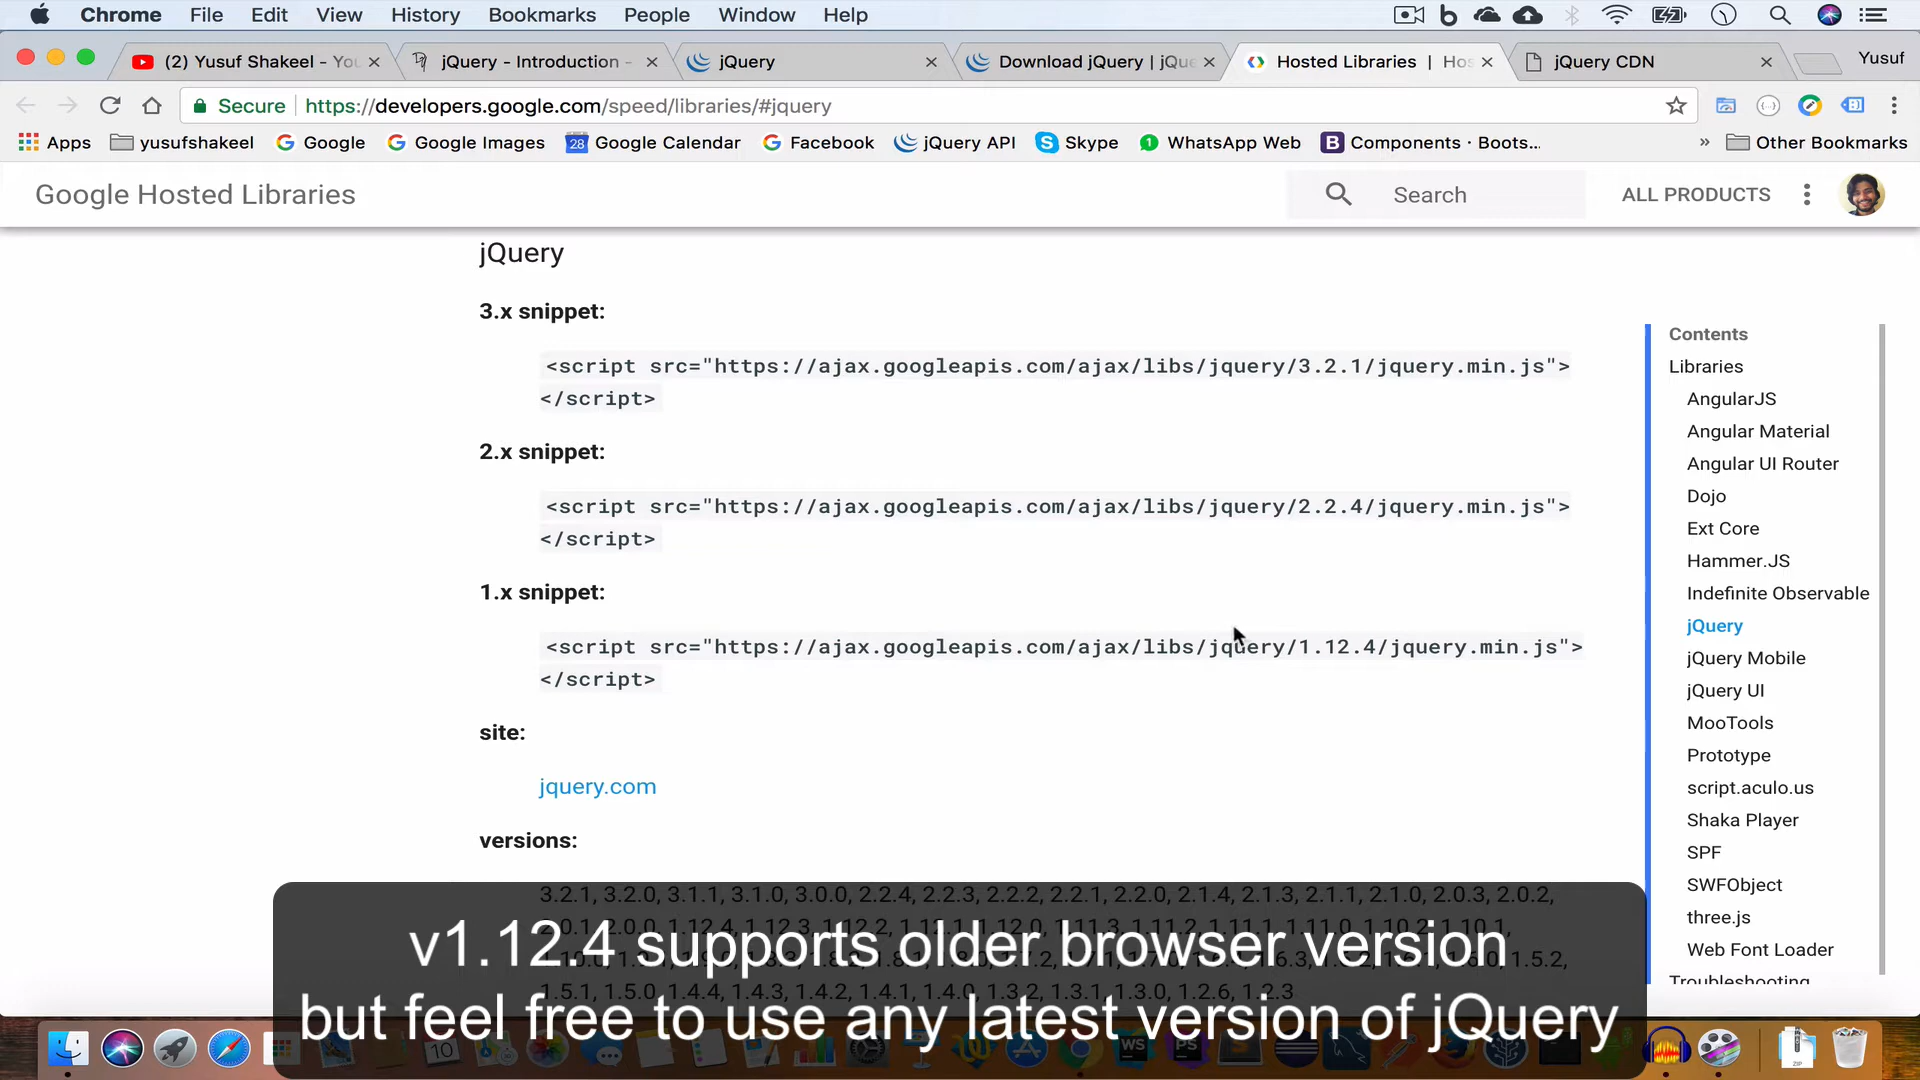 Chrome File Edit View History Bookmarks People Window Help
(2) Yusuf Shakeel - You
jQuery - Introduction -
jQuery
Download jQuery | jQue
Hosted Libraries | Hos
jQuery CDN
Yusuf
Secure https://developers.google.com/speed/libraries/#jquery
Apps yusufshakeel Google Google Images 28 Google Calendar Facebook jQuery API Skype 1 WhatsApp Web B Components · Boots... » Other Bookmarks
Google Hosted Libraries
Search
ALL PRODUCTS
jQuery
3.x snippet:
<script src="https://ajax.googleapis.com/ajax/libs/jquery/3.2.1/jquery.min.js">
</script>
2.x snippet:
<script src="https://ajax.googleapis.com/ajax/libs/jquery/2.2.4/jquery.min.js">
</script>
1.x snippet:
<script src="https://ajax.googleapis.com/ajax/libs/jquery/1.12.4/jquery.min.js">
</script>
site:
jquery.com
versions:
3.2.1, 3.2.0, 3.1.1, 3.1.0, 3.0.0, 2.2.4, 2.2.3, 2.2.2, 2.2.1, 2.2.0, 2.1.4, 2.1.3, 2.1.1, 2.1.0, 2.0.3, 2.0.2,
1.5.1, 1.5.0, 1.4.4, 1.4.3, 1.4.2, 1.4.1, 1.4.0, 1.3.2, 1.3.1, 1.3.0, 1.2.6, 1.2.3
Contents
Libraries
AngularJS
Angular Material
Angular UI Router
Dojo
Ext Core
Hammer.JS
Indefinite Observable
jQuery
jQuery Mobile
jQuery UI
MooTools
Prototype
script.aculo.us
Shaka Player
SPF
SWFObject
three.js
Web Font Loader
Troubleshooting
v1.12.4 supports older browser version
but feel free to use any latest version of jQuery